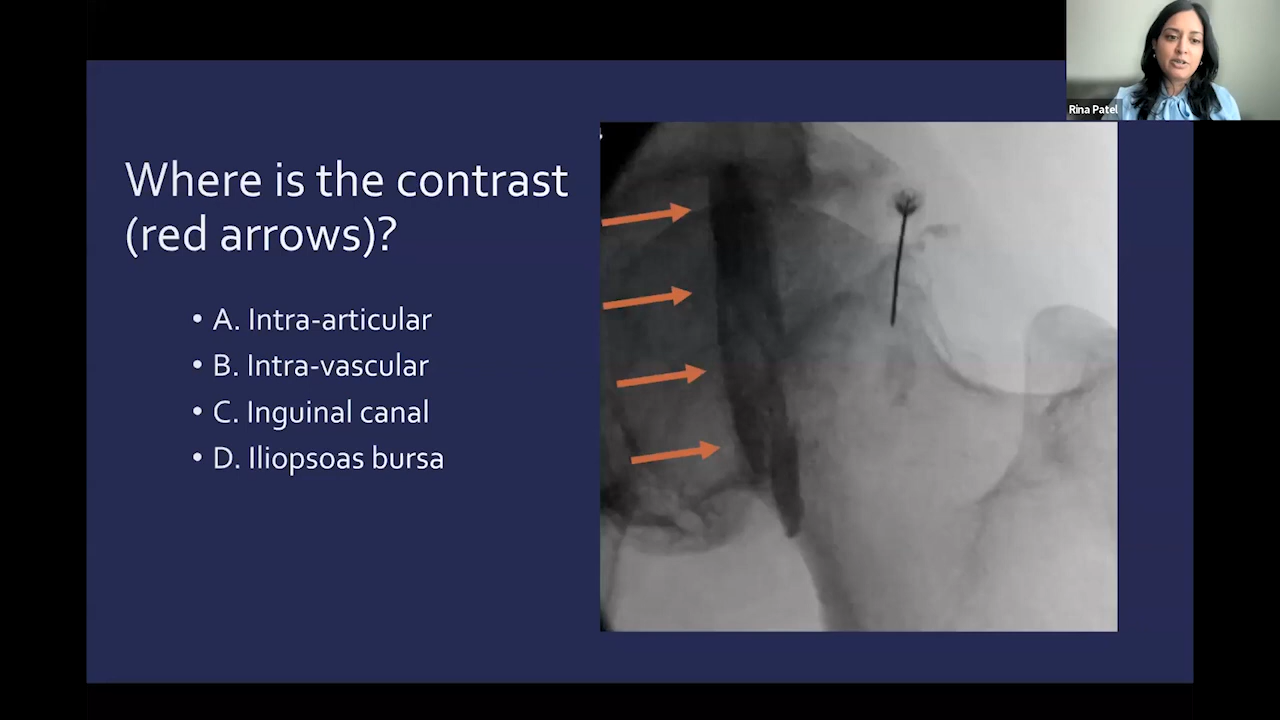 Rina Patel
Where is the contrast
(red arrows)?
• A. Intra-articular
• B. Intra-vascular
• C. Inguinal canal
• D. Iliopsoas bursa